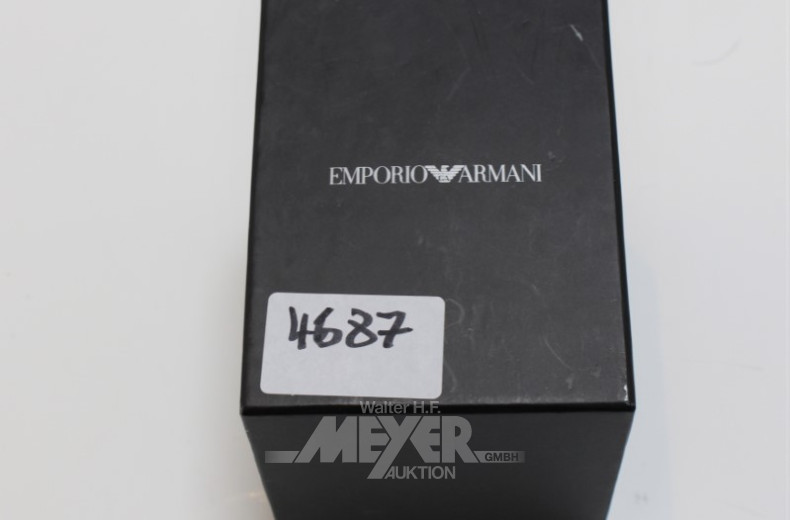 EMPORIO ARMANI
4687
Walter H.F.
MEYER
GMBH
AUKTION